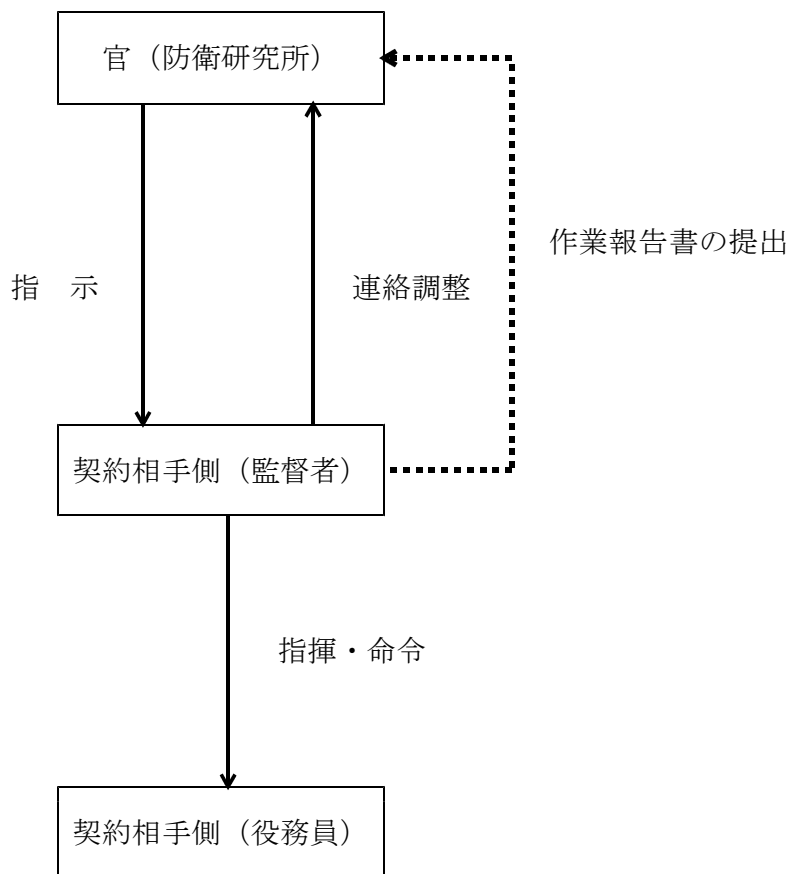 官（防衛研究所）
作業報告書の提出
指　示
連絡調整
契約相手側（監督者）
指揮・命令
契約相手側（役務員）